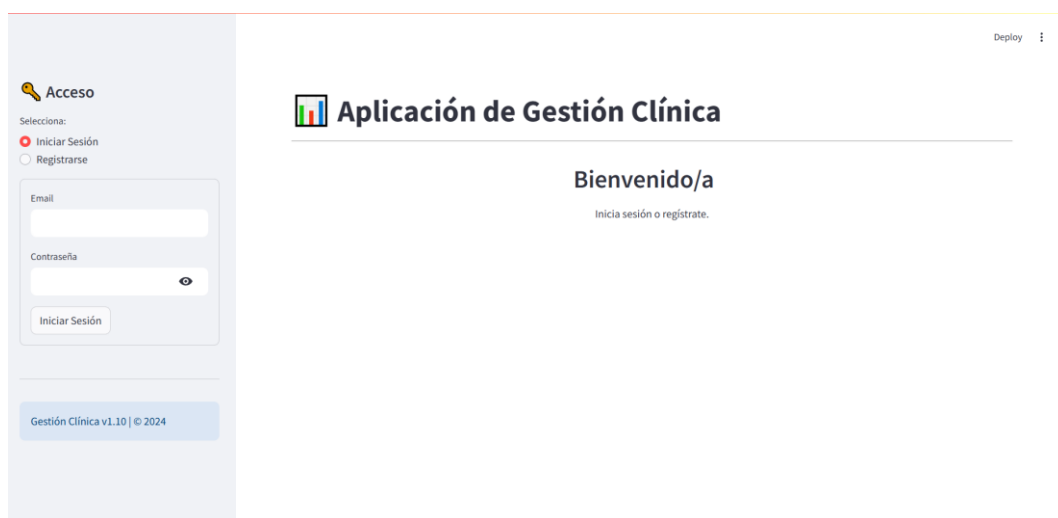 Deploy
Acceso
Selecciona:
Iniciar Sesión
Registrarse
Email
Contraseña
Iniciar Sesión
Gestión Clínica v1.10 | © 2024
Aplicación de Gestión Clínica
Bienvenido/a
Inicia sesión o regístrate.